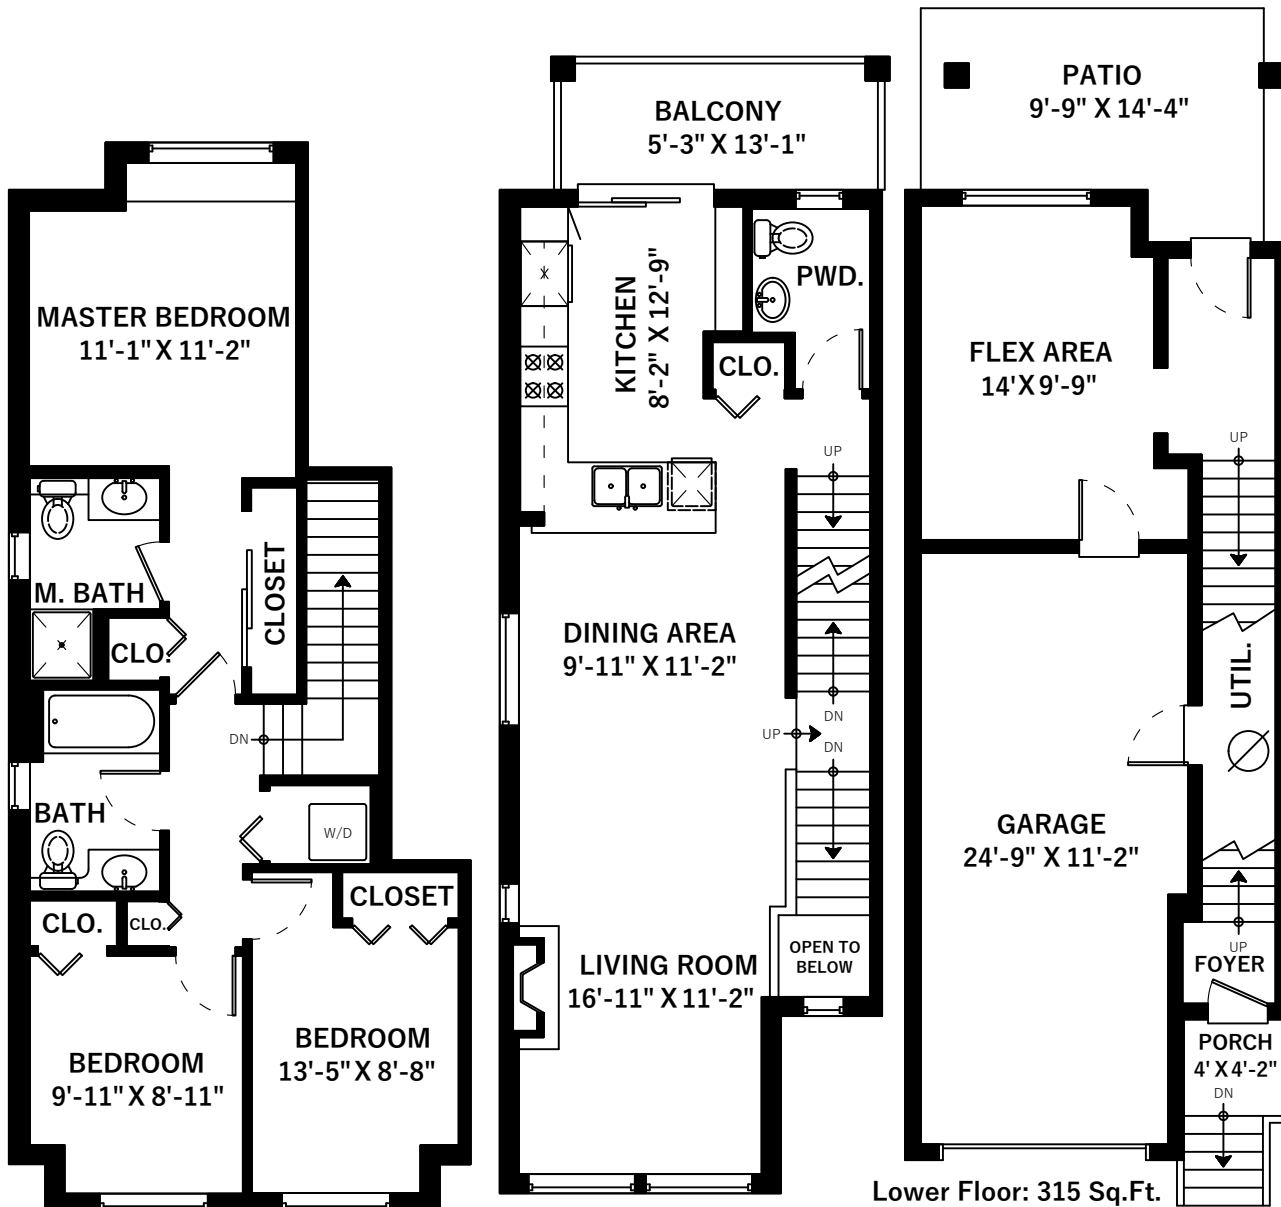 MASTER BEDROOM
11'-1" X 11'-2"
M. BATH
CLO.
CLOSET
DN
BATH
W/D
CLO.
CLO.
CLOSET
BEDROOM
9'-11" X 8'-11"
BEDROOM
13'-5" X 8'-8"
BALCONY
5'-3" X 13'-1"
KITCHEN
8'-2" X 12'-9"
PWD.
CLO.
UP
DINING AREA
9'-11" X 11'-2"
DN
UP
DN
OPEN TO
BELOW
LIVING ROOM
16'-11" X 11'-2"
PATIO
9'-9" X 14'-4"
FLEX AREA
14' X 9'-9"
UP
UTIL.
GARAGE
24'-9" X 11'-2"
UP
FOYER
PORCH
4' X 4'-2"
DN
Lower Floor: 315 Sq.Ft.